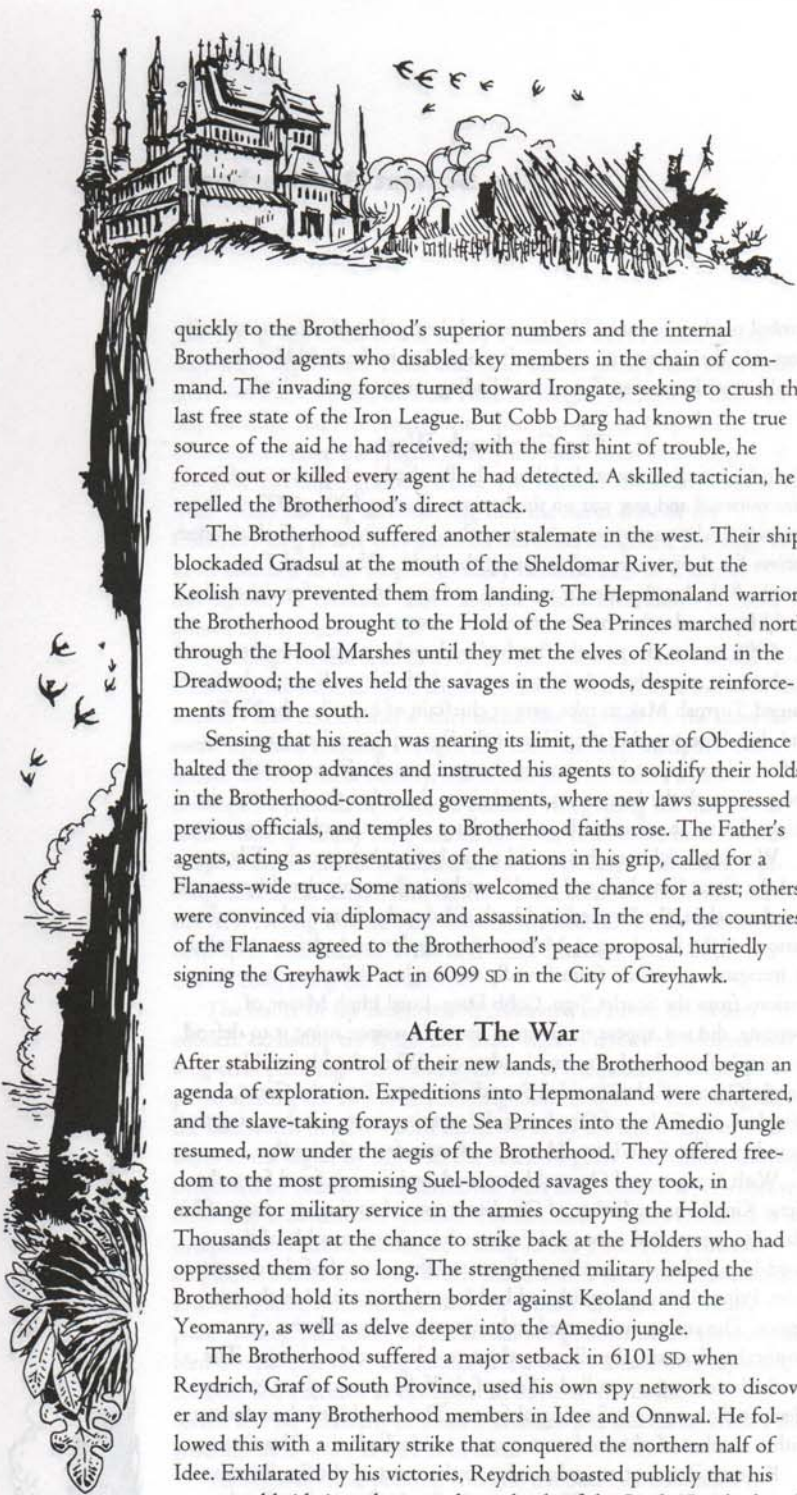 quickly to the Brotherhood's superior numbers and the internal
Brotherhood agents who disabled key members in the chain of com-
mand. The invading forces turned toward Irongate, seeking to crush th
last free state of the Iron League. But Cobb Darg had known the true
source of the aid he had received; with the first hint of trouble, he
forced out or killed every agent he had detected. A skilled tactician, he
repelled the Brotherhood's direct attack.
The Brotherhood suffered another stalemate in the west. Their ship
blockaded Gradsul at the mouth of the Sheldomar River, but the
Keolish navy prevented them from landing. The Hepmonaland warrior
the Brotherhood brought to the Hold of the Sea Princes marched nort
through the Hool Marshes until they met the elves of Keoland in the
Dreadwood; the elves held the savages in the woods, despite reinforce-
ments from the south.
Sensing that his reach was nearing its limit, the Father of Obedience
halted the troop advances and instructed his agents to solidify their hold
in the Brotherhood-controlled governments, where new laws suppressed
previous officials, and temples to Brotherhood faiths rose. The Father's
agents, acting as representatives of the nations in his grip, called for a
Flanaess-wide truce. Some nations welcomed the chance for a rest; others
were convinced via diplomacy and assassination. In the end, the countries
of the Flanaess agreed to the Brotherhood's peace proposal, hurriedly
signing the Greyhawk Pact in 6099 SD in the City of Greyhawk.
After The War
After stabilizing control of their new lands, the Brotherhood began an
agenda of exploration. Expeditions into Hepmonaland were chartered,
and the slave-taking forays of the Sea Princes into the Amedio Jungle
resumed, now under the aegis of the Brotherhood. They offered free-
dom to the most promising Suel-blooded savages they took, in
exchange for military service in the armies occupying the Hold.
Thousands leapt at the chance to strike back at the Holders who had
oppressed them for so long. The strengthened military helped the
Brotherhood hold its northern border against Keoland and the
Yeomanry, as well as delve deeper into the Amedio jungle.
The Brotherhood suffered a major setback in 6101 SD when
Reydrich, Graf of South Province, used his own spy network to discov
er and slay many Brotherhood members in Idee and Onnwal. He fol-
lowed this with a military strike that conquered the northern half of
Idee. Exhilarated by his victories, Reydrich boasted publicly that his